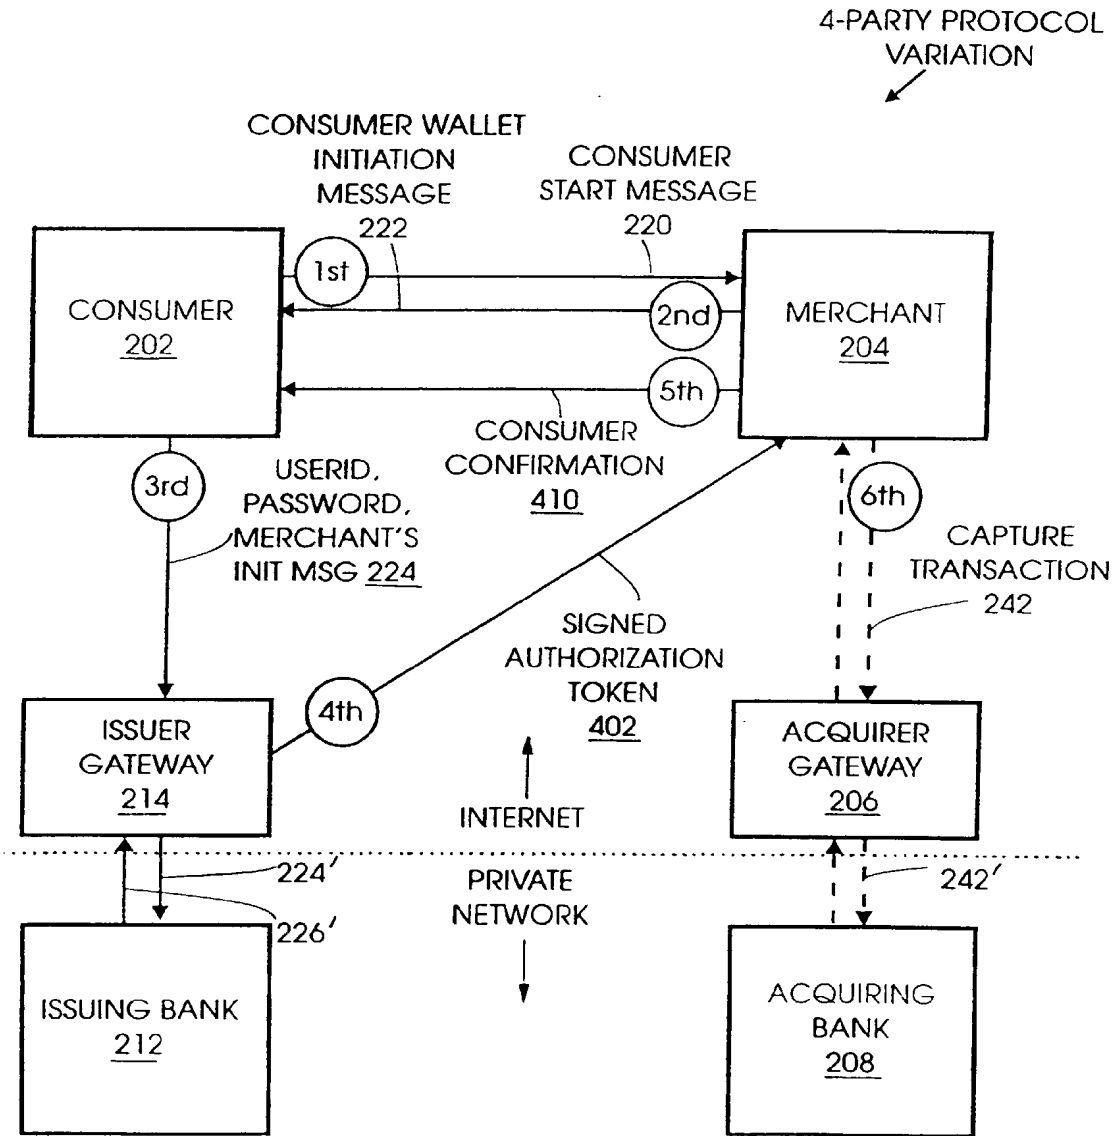 4-PARTY PROTOCOL
VARIATION
CONSUMER WALLET
INITIATION
MESSAGE
222
CONSUMER
START MESSAGE
220
1st
CONSUMER
202
2nd
MERCHANT
204
5th
CONSUMER
CONFIRMATION
410
3rd
USERID,
PASSWORD,
MERCHANT'S
INIT MSG 224
6th
CAPTURE
TRANSACTION
242
SIGNED
AUTHORIZATION
TOKEN
402
4th
ISSUER
GATEWAY
214
ACQUIRER
GATEWAY
206
INTERNET
224'
PRIVATE
NETWORK
242'
226'
ISSUING BANK
212
ACQUIRING
BANK
208